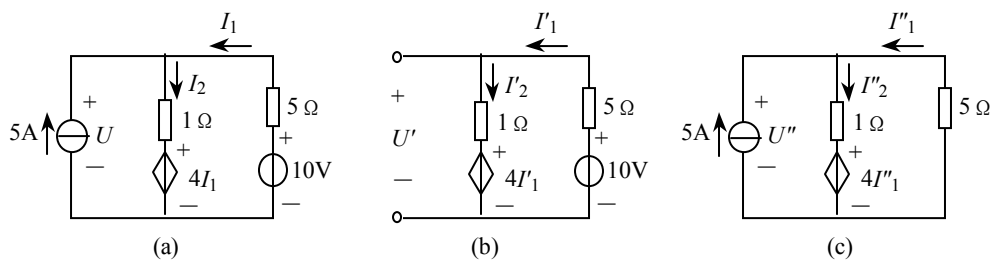 I₁ I′₁ I″₁
I₂ I′₂ I″₂
+ 5 Ω + 5 Ω + 5 Ω
5A U 1 Ω + U′ 1 Ω + 5A U″ 1 Ω
— + 10V — + 10V — +
4I₁ 4I′₁ 4I″₁
— — — — —
(a) (b) (c)